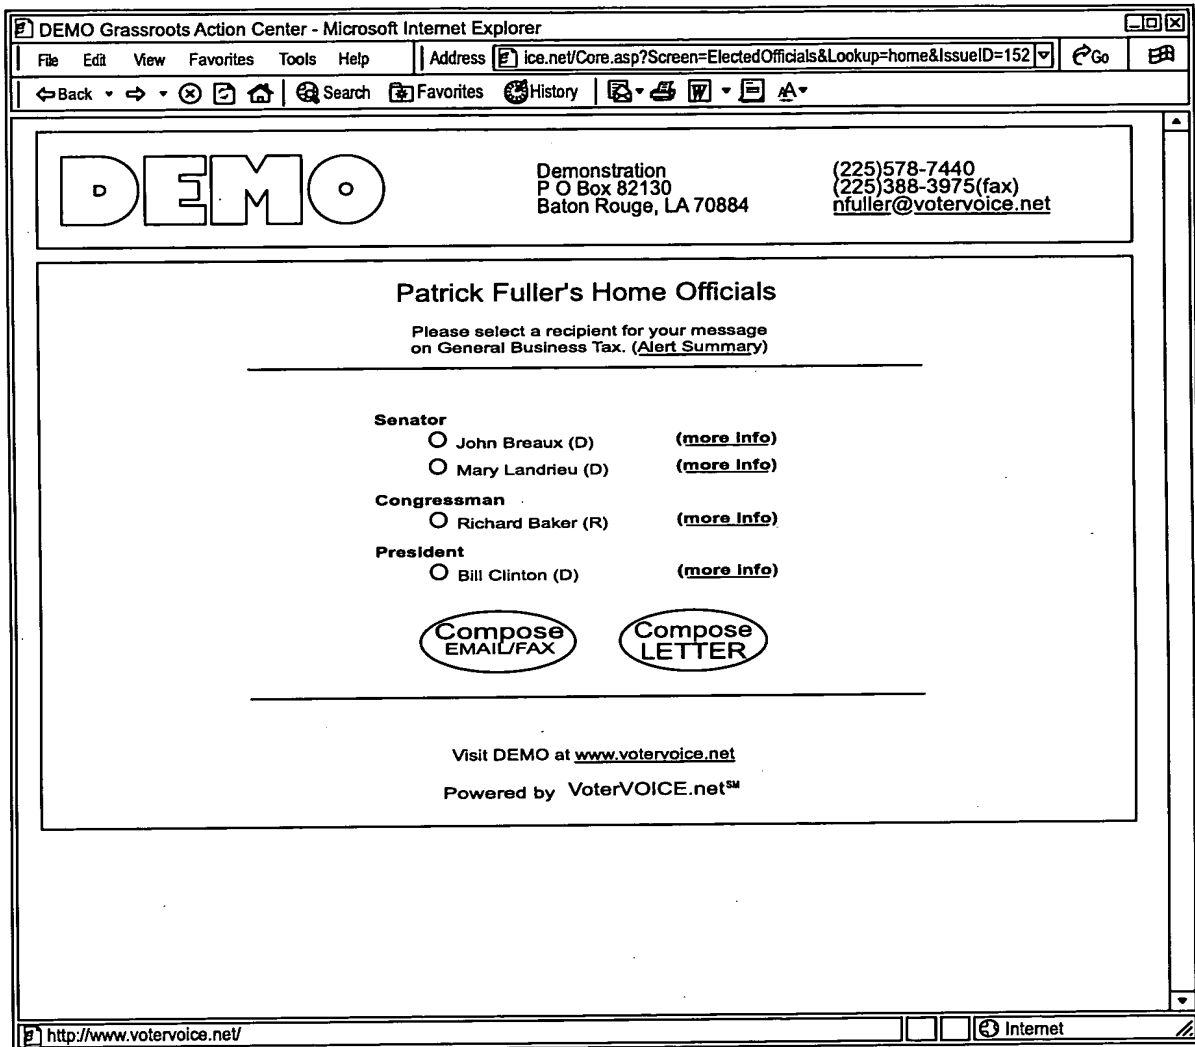 DEMO Grassroots Action Center - Microsoft Internet Explorer
File Edit View Favorites Tools Help Address ice.net/Core.asp?Screen=ElectedOfficials&Lookup=home&IssueID=152 Go
Back Search Favorites History W A
DEMO
Demonstration
P O Box 82130
Baton Rouge, LA 70884
(225)578-7440
(225)388-3975(fax)
nfuller@votervoice.net
Patrick Fuller's Home Officials
Please select a recipient for your message
on General Business Tax. (Alert Summary)
Senator
John Breaux (D) (more info)
Mary Landrieu (D) (more info)
Congressman
Richard Baker (R) (more info)
President
Bill Clinton (D) (more info)
Compose
EMAIL/FAX
Compose
LETTER
Visit DEMO at www.votervoice.net
Powered by VoterVOICE.net℠
http://www.votervoice.net/ Internet